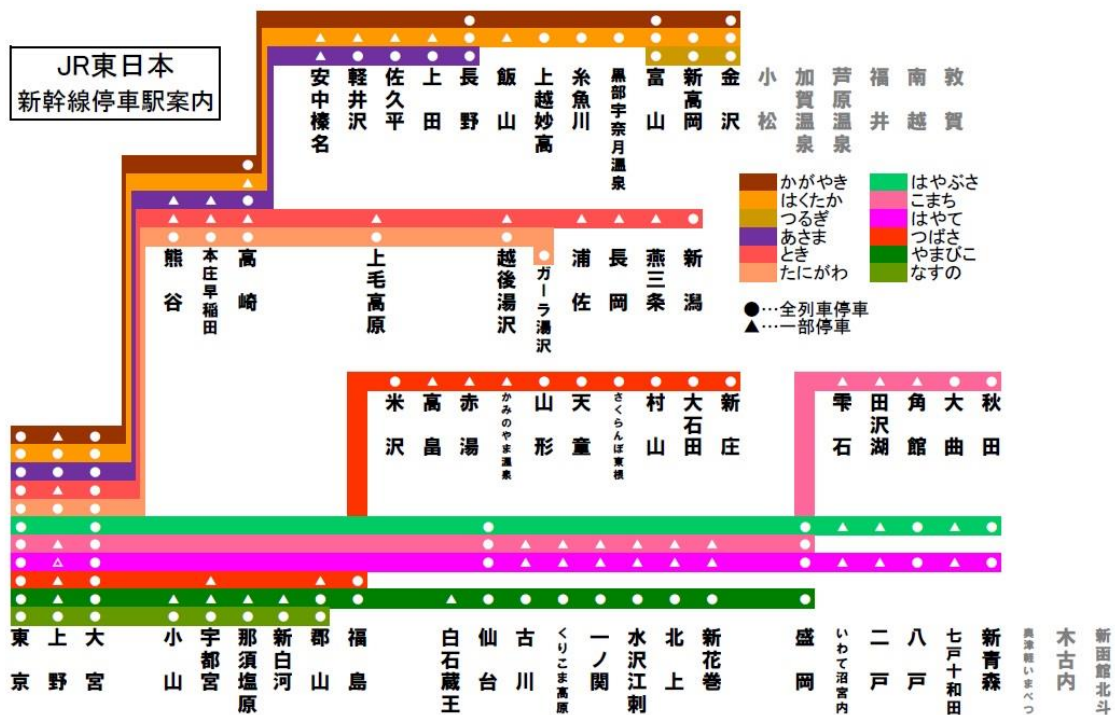 JR東日本
新幹線停車駅案内
安中榛名
軽井沢
佐久平
上田
長野
飯山
上越妙高
糸魚川
黒部宇奈月温泉
富山
新高岡
金沢
小松
加賀温泉
芦原温泉
福井
南越
敦賀
かがやき
はくたか
つるぎ
あさま
とき
たにがわ
はやぶさ
こまち
はやて
つばさ
やまびこ
なすの
●…全列車停車
▲…一部停車
熊谷
本庄早稲田
高崎
上毛高原
越後湯沢
ガーラ湯沢
浦佐
長岡
燕三条
新潟
米沢
高畠
赤湯
かみのやま温泉
山形
天童
さくらんぼ東根
村山
大石田
新庄
雫石
田沢湖
角館
大曲
秋田
東京
上野
大宮
小山
宇都宮
那須塩原
新白河
郡山
福島
白石蔵王
仙台
古川
くりこま高原
一ノ関
水沢江刺
北上
新花巻
盛岡
いわて沼宮内
二戸
八戸
七戸十和田
新青森
奥津軽いまべつ
木古内
新函館北斗